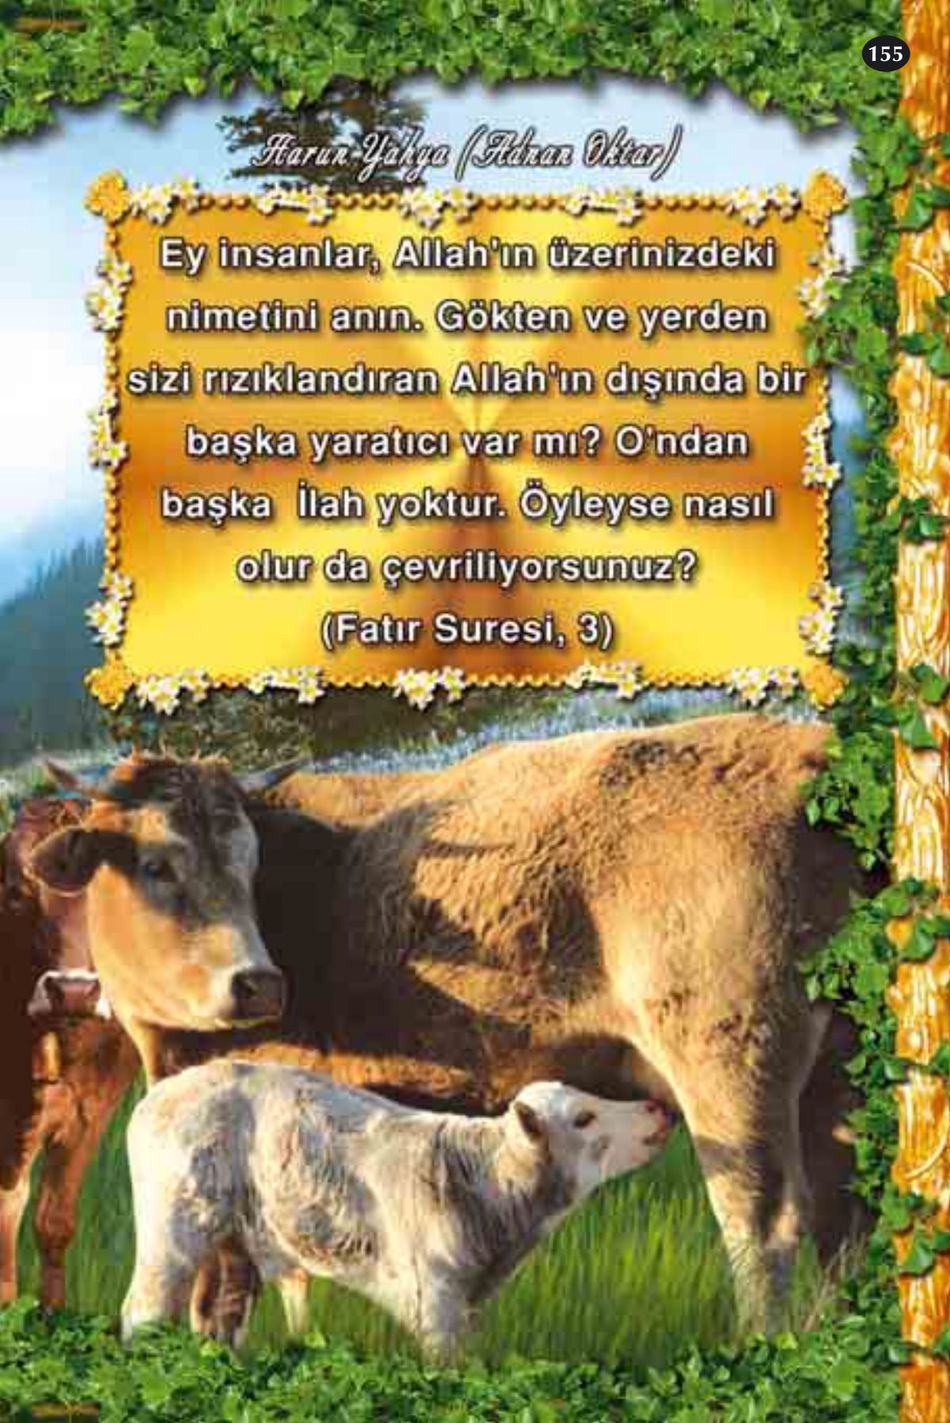 155
Harun Yahya (Adnan Oktar)
Ey insanlar, Allah'ın üzerinizdeki
nimetini anın. Gökten ve yerden
sizi rızıklandıran Allah'ın dışında bir
başka yaratıcı var mı? O'ndan
başka İlah yoktur. Öyleyse nasıl
olur da çevriliyorsunuz?
(Fatır Suresi, 3)